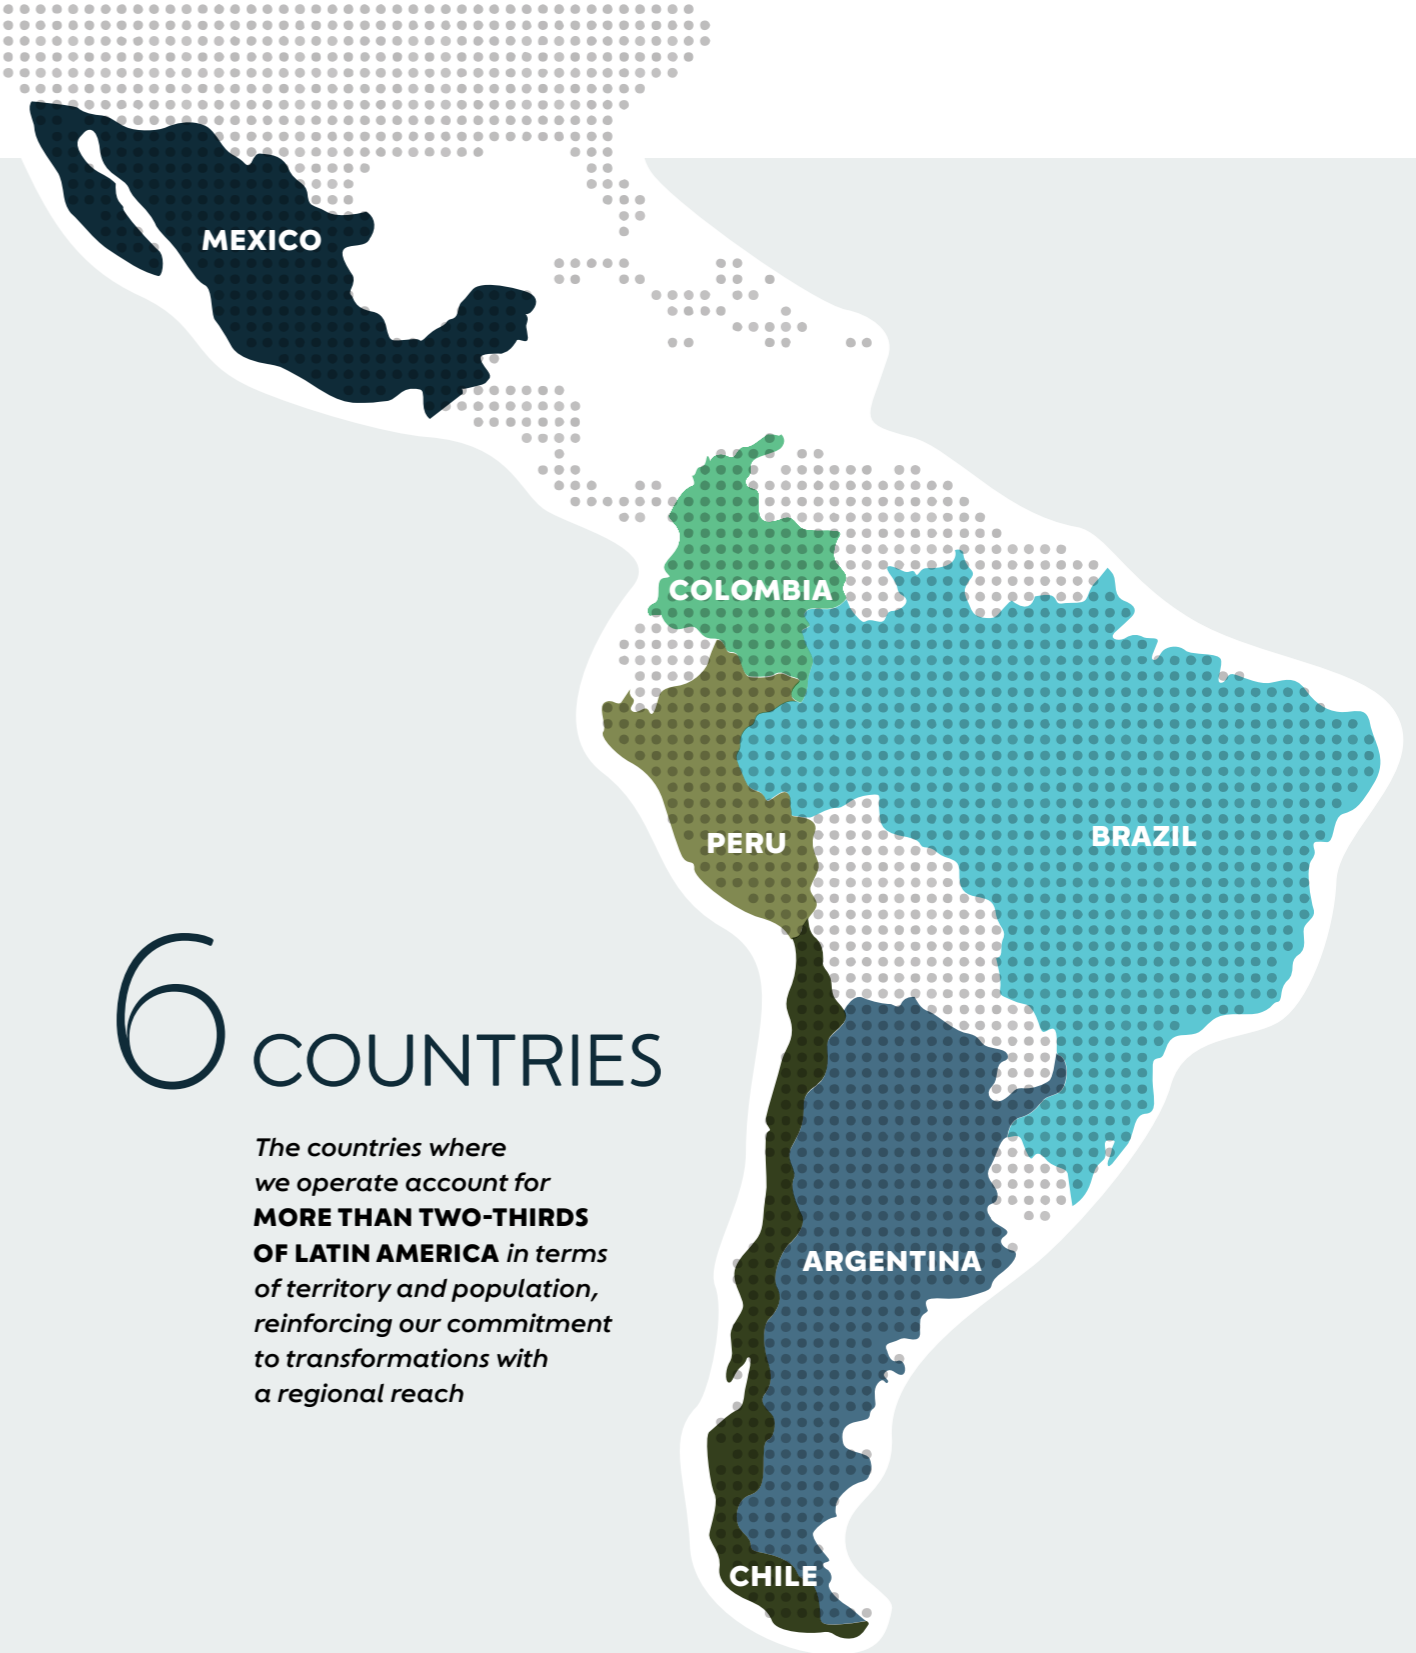 MEXICO
COLOMBIA
PERU
BRAZIL
6 COUNTRIES
The countries where
we operate account for
MORE THAN TWO-THIRDS
OF LATIN AMERICA in terms
of territory and population,
reinforcing our commitment
to transformations with
a regional reach
ARGENTINA
CHILE